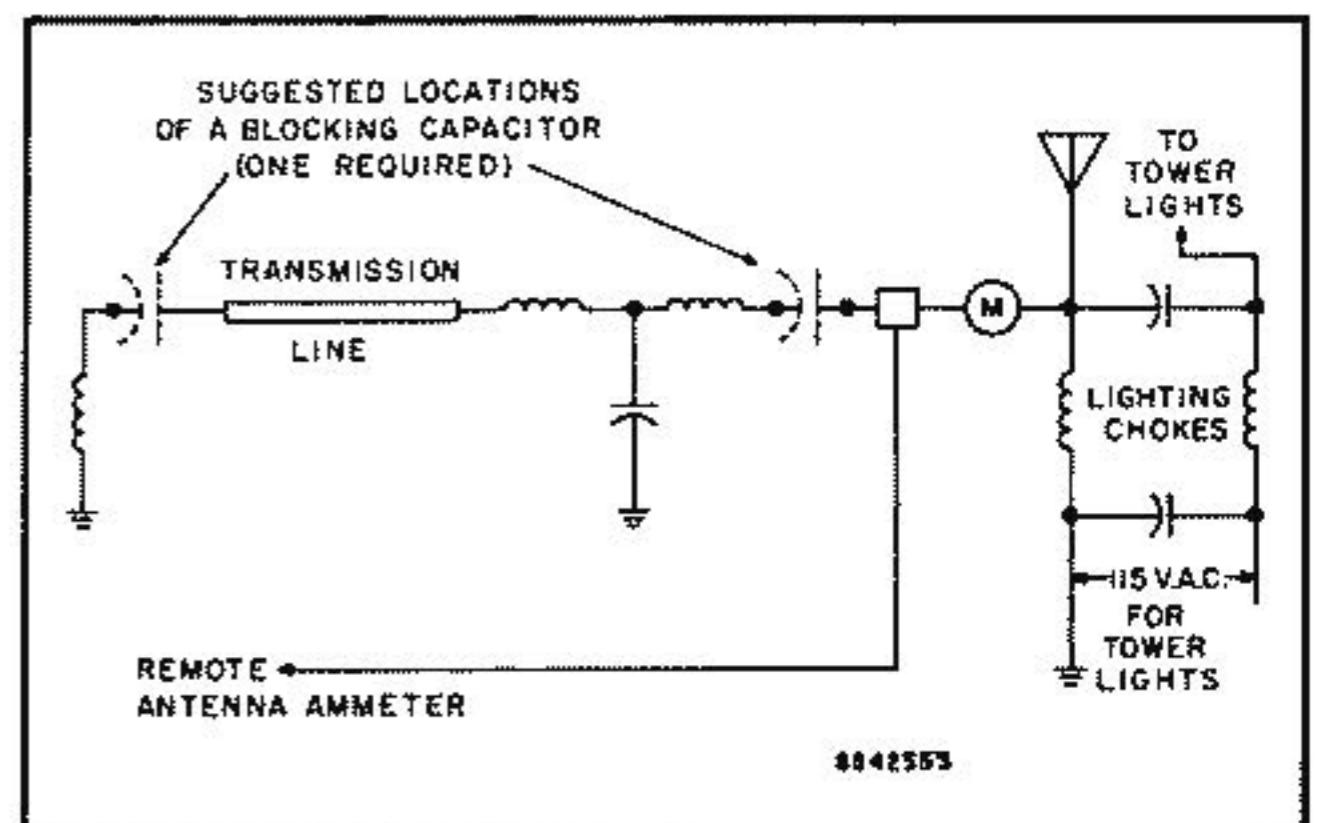 SUGGESTED LOCATIONS
OF A BLOCKING CAPACITOR
(ONE REQUIRED)
TO
TOWER
LIGHTS
TRANSMISSION
LINE
M
LIGHTING
CHOKES
115 V.A.C.
FOR
TOWER
LIGHTS
REMOTE
ANTENNA AMMETER